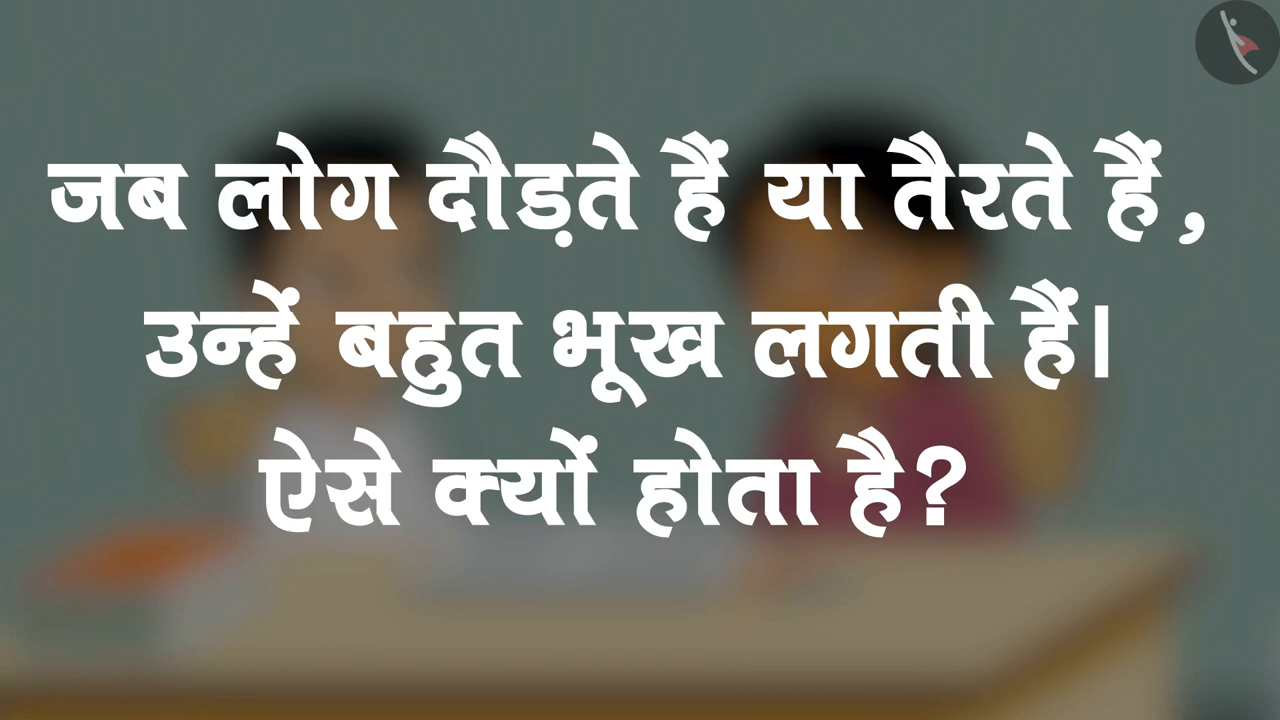 जब लोग दौड़ते हैं या तैरते हैं,
उन्हें बहुत भूख लगती हैं।
ऐसे क्यों होता है?